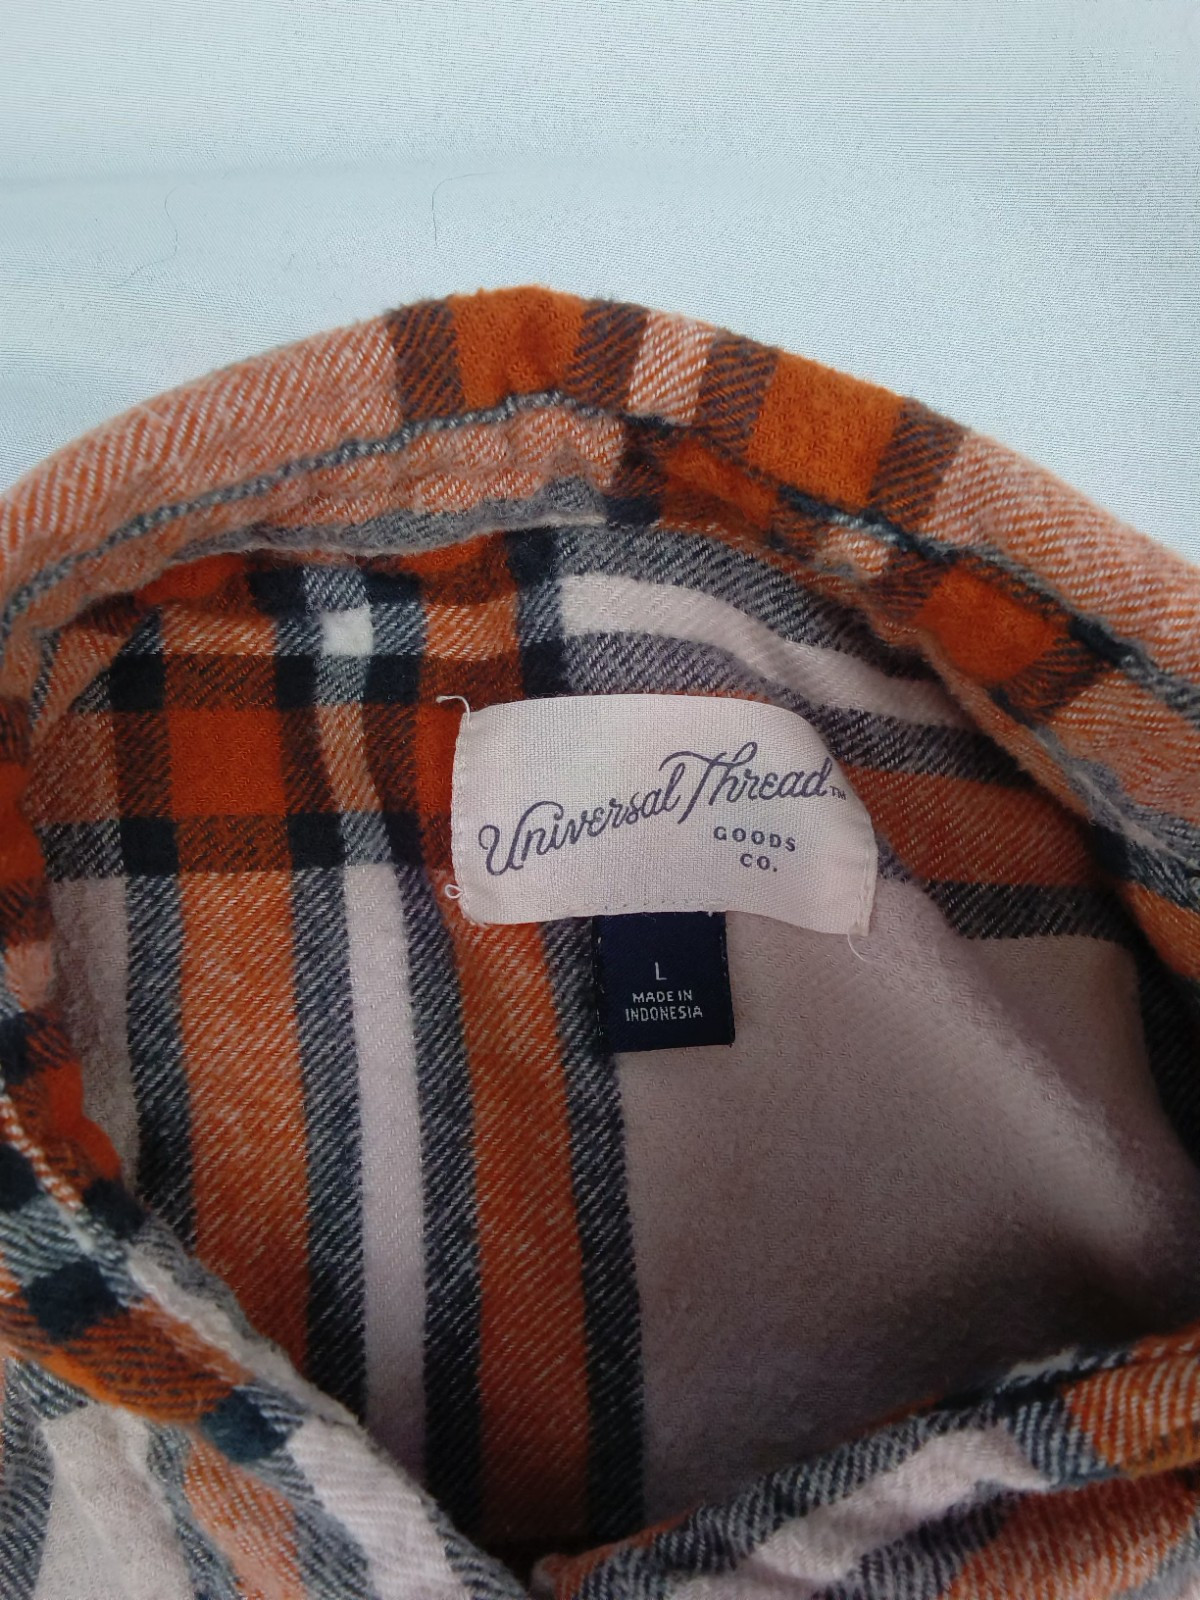 Universal Thread™
GOODS
CO.
L
MADE IN
INDONESIA